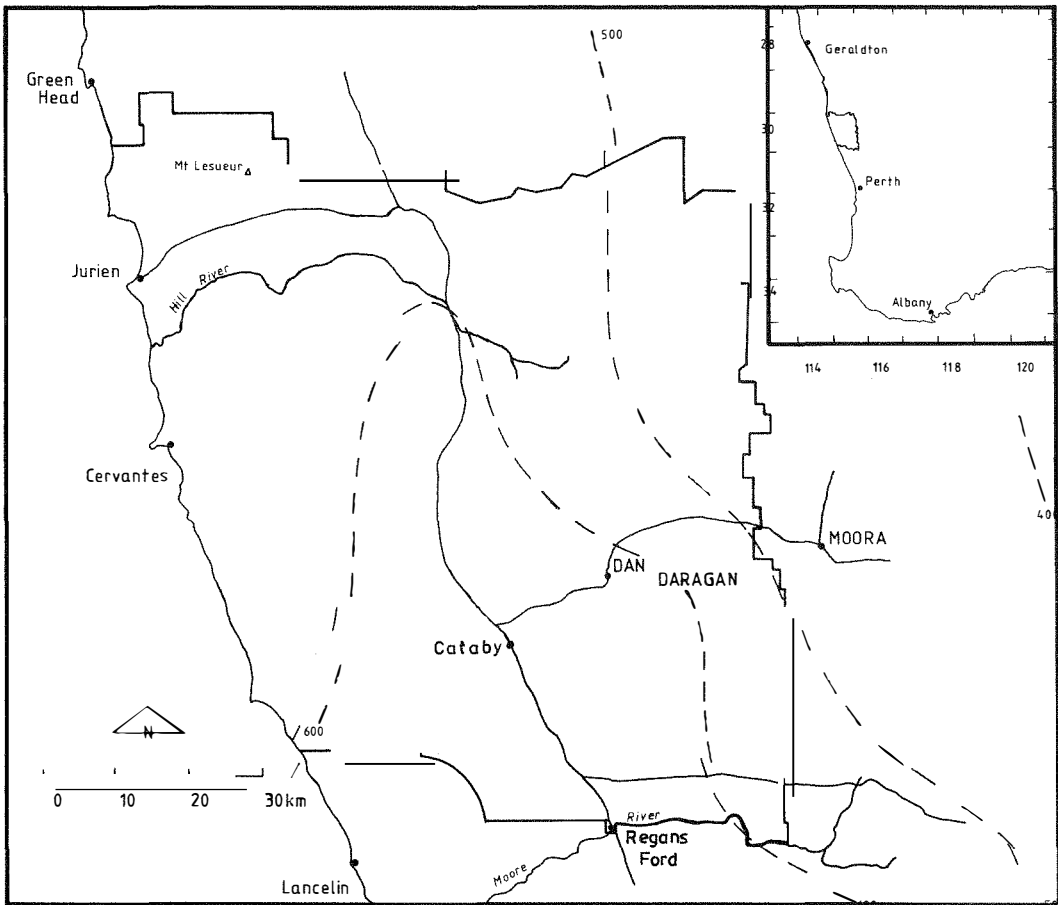 500
Green
Head
Mt Lesueur
Jurien
Hill River
Cervantes
MOORA
DAN
DARAGAN
Cataby
600
N
0 10 20 30km
River
Regans
Ford
Moore
Lancelin
28
Geraldton
30
Perth
32
34
Albany
114 116 118 120